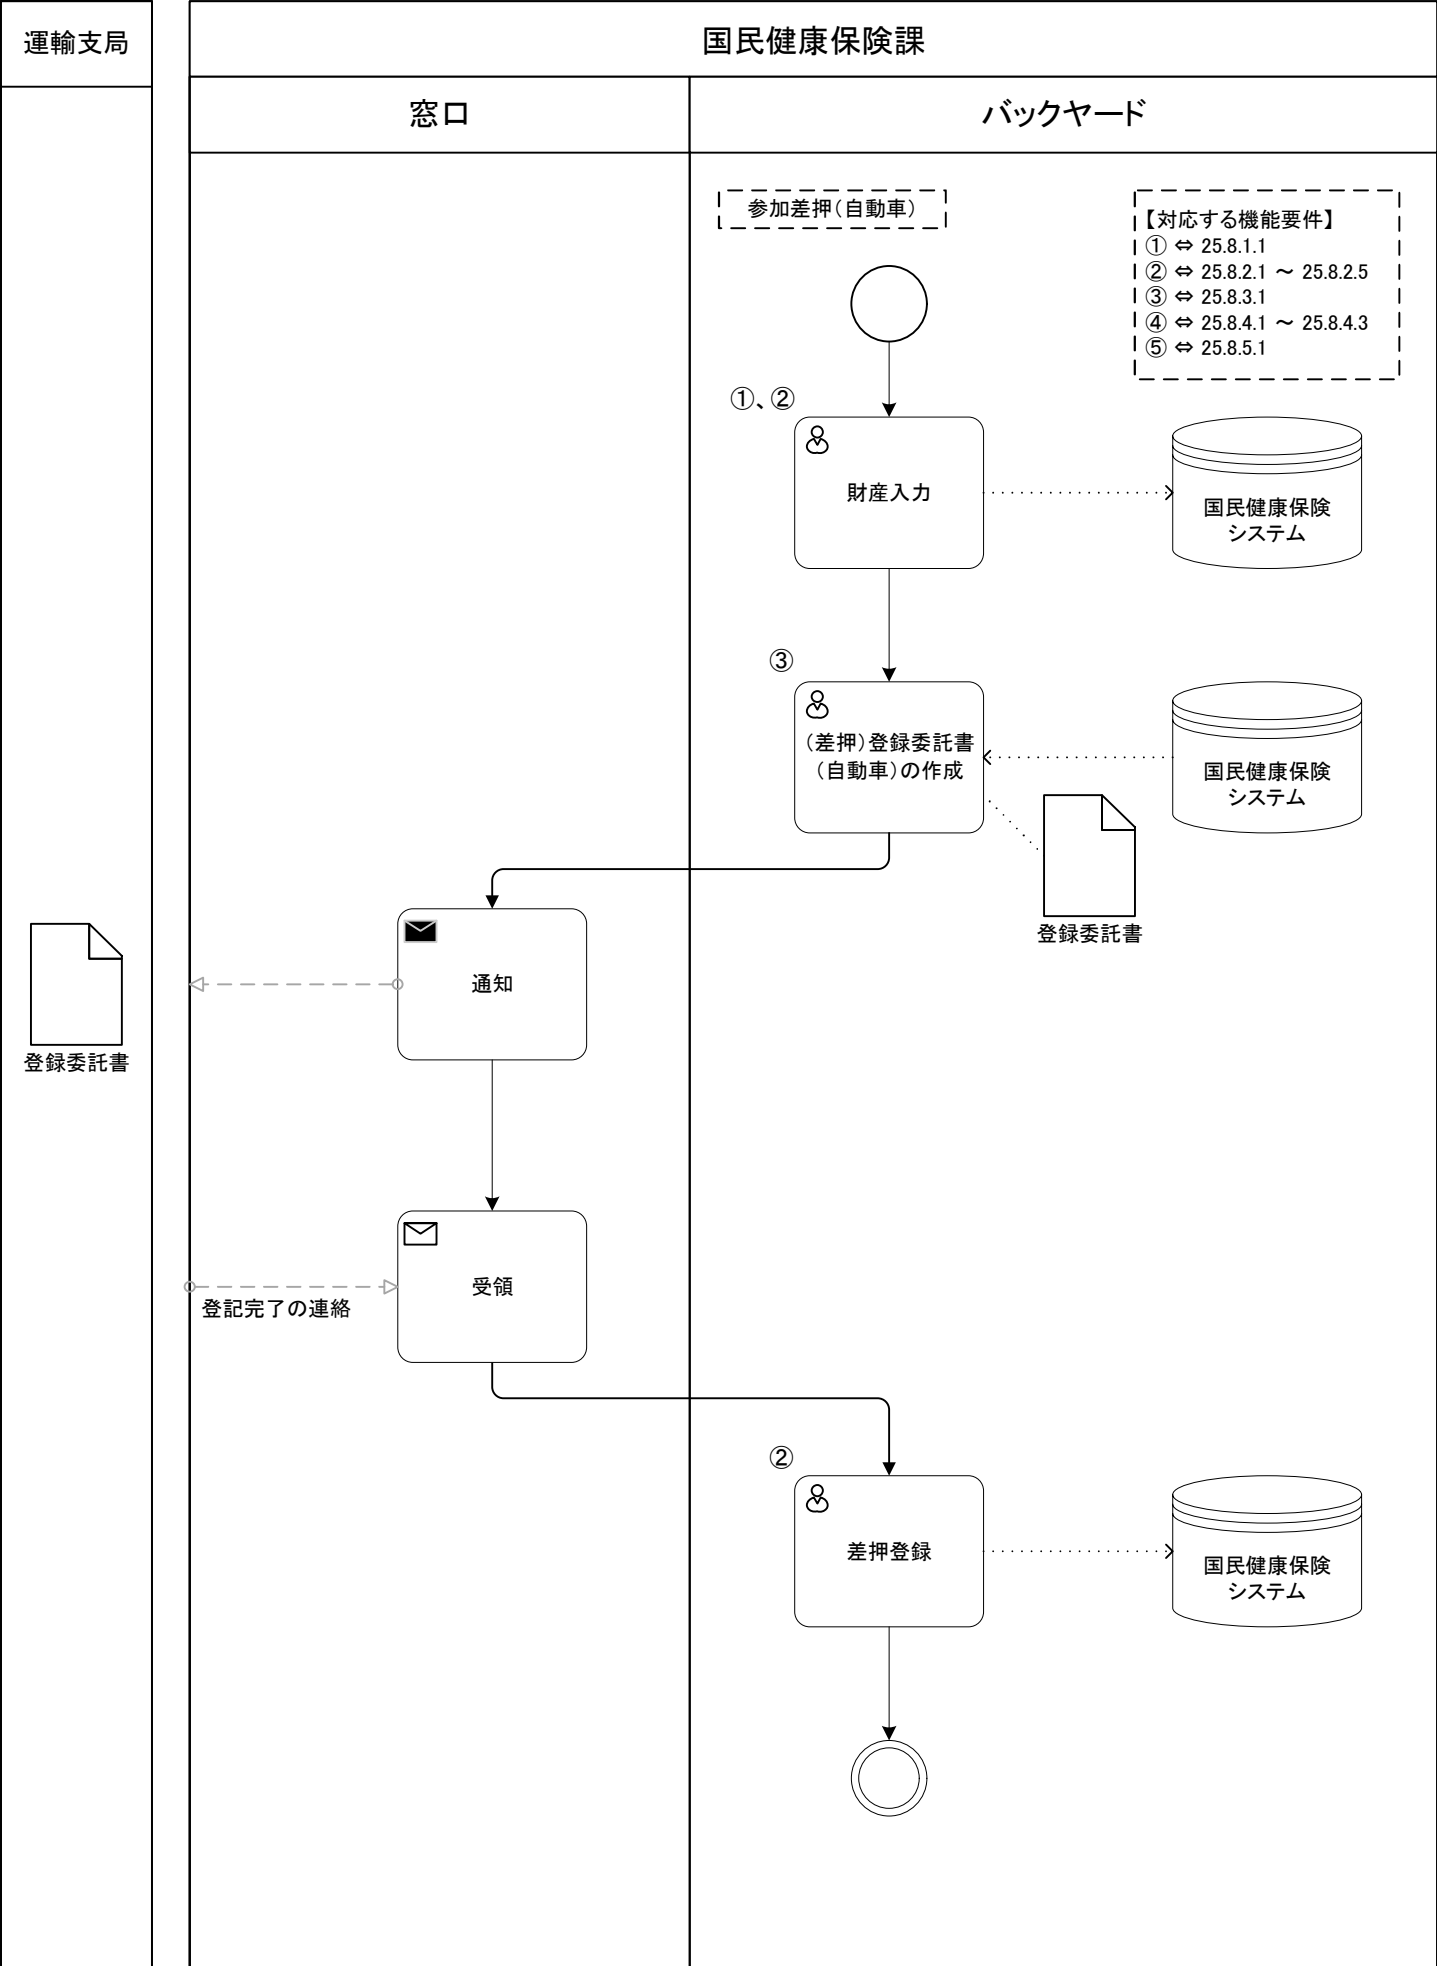 運輸支局
国民健康保険課
窓口
バックヤード
参加差押（自動車）
【対応する機能要件】
① ⇔ 25.8.1.1
② ⇔ 25.8.2.1 ～ 25.8.2.5
③ ⇔ 25.8.3.1
④ ⇔ 25.8.4.1 ～ 25.8.4.3
⑤ ⇔ 25.8.5.1
①、②
財産入力
国民健康保険
システム
③
（差押）登録委託書
（自動車）の作成
国民健康保険
システム
登録委託書
通知
登録委託書
受領
登記完了の連絡
②
差押登録
国民健康保険
システム